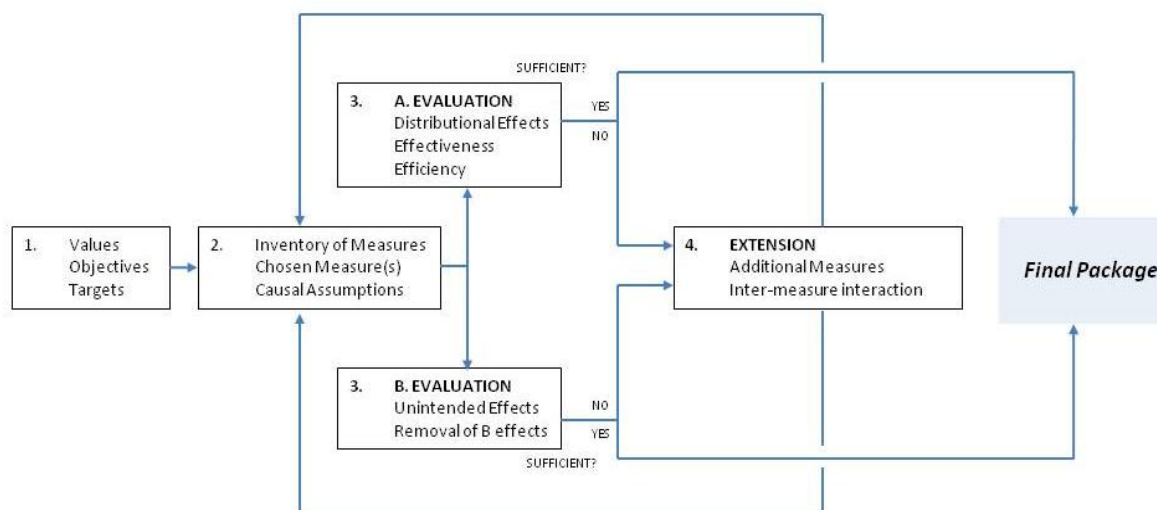 SUFFICIENT?
3. A. EVALUATION
Distributional Effects
Effectiveness
Efficiency
YES
NO
1. Values
Objectives
Targets
2. Inventory of Measures
Chosen Measure(s)
Causal Assumptions
4. EXTENSION
Additional Measures
Inter-measure interaction
Final Package
3. B. EVALUATION
Unintended Effects
Removal of B effects
NO
YES
SUFFICIENT?